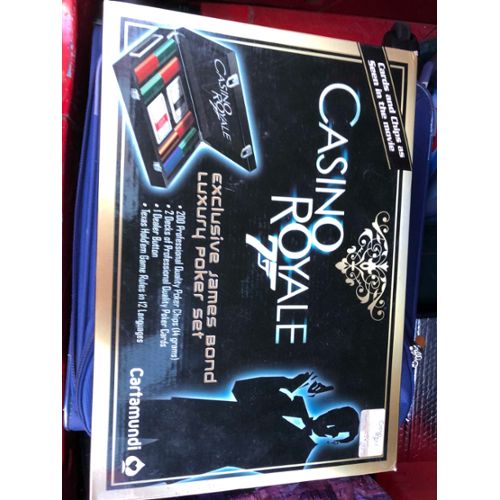 Cards and Chips as
Seen in the movie
CASINO
ROYALE
007
CASINO
ROYALE
Exclusive James Bond
Luxury Poker Set
• 200 Professional Quality Poker Chips (14 grams)
• 2 Decks of Professional Quality Poker Cards
• 1 Dealer Button
• Texas Hold'em Game Rules in 12 Languages
Cartamundi